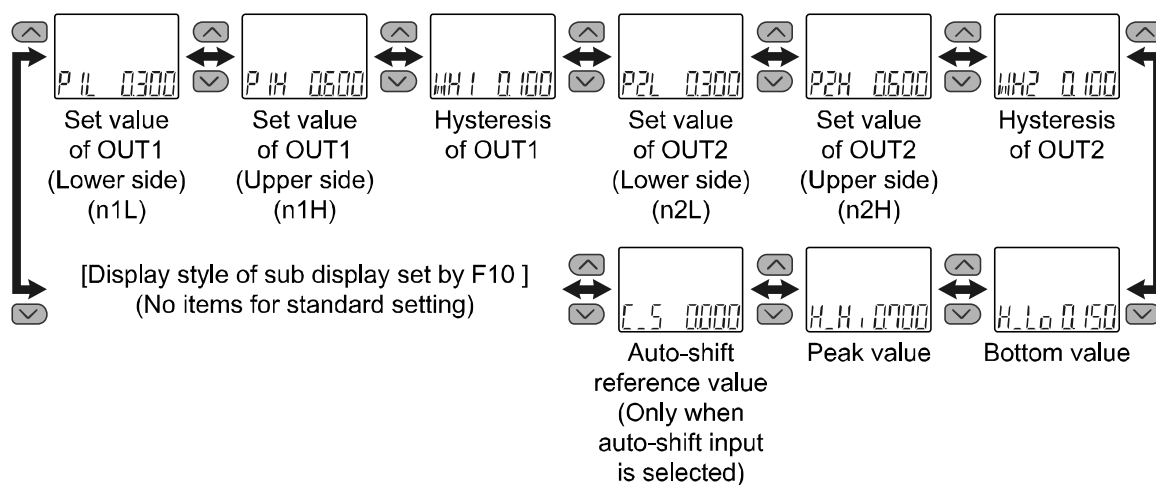 P 1L 0.300
P 1H 0.600
WH1 0.100
P2L 0.300
P2H 0.600
WH2 0.100
Set value
of OUT1
(Lower side)
(n1L)
Set value
of OUT1
(Upper side)
(n1H)
Hysteresis
of OUT1
Set value
of OUT2
(Lower side)
(n2L)
Set value
of OUT2
(Upper side)
(n2H)
Hysteresis
of OUT2
[Display style of sub display set by F10 ]
(No items for standard setting)
C_S 0.000
H_Hi 0.700
H_Lo 0.150
Auto-shift
reference value
(Only when
auto-shift input
is selected)
Peak value
Bottom value